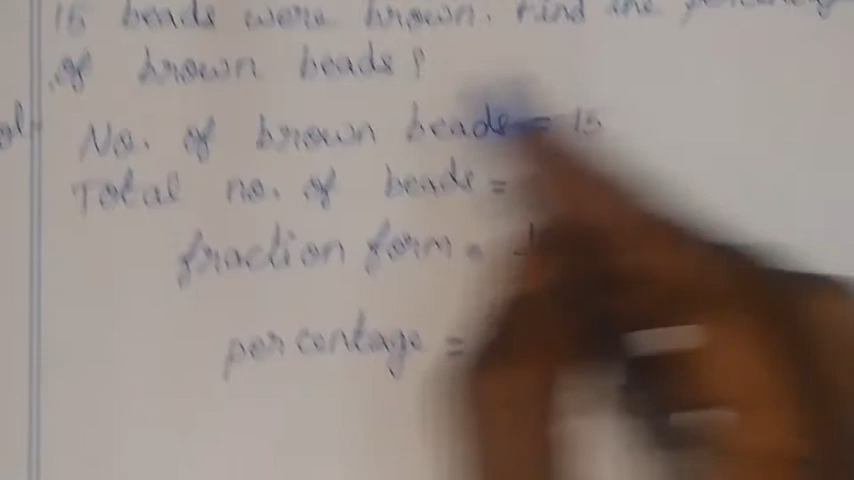 15 beads were brown. Find the percentage
of brown beads?
No. of brown beads = 15
Total no. of beads =
fraction form =
percentage =